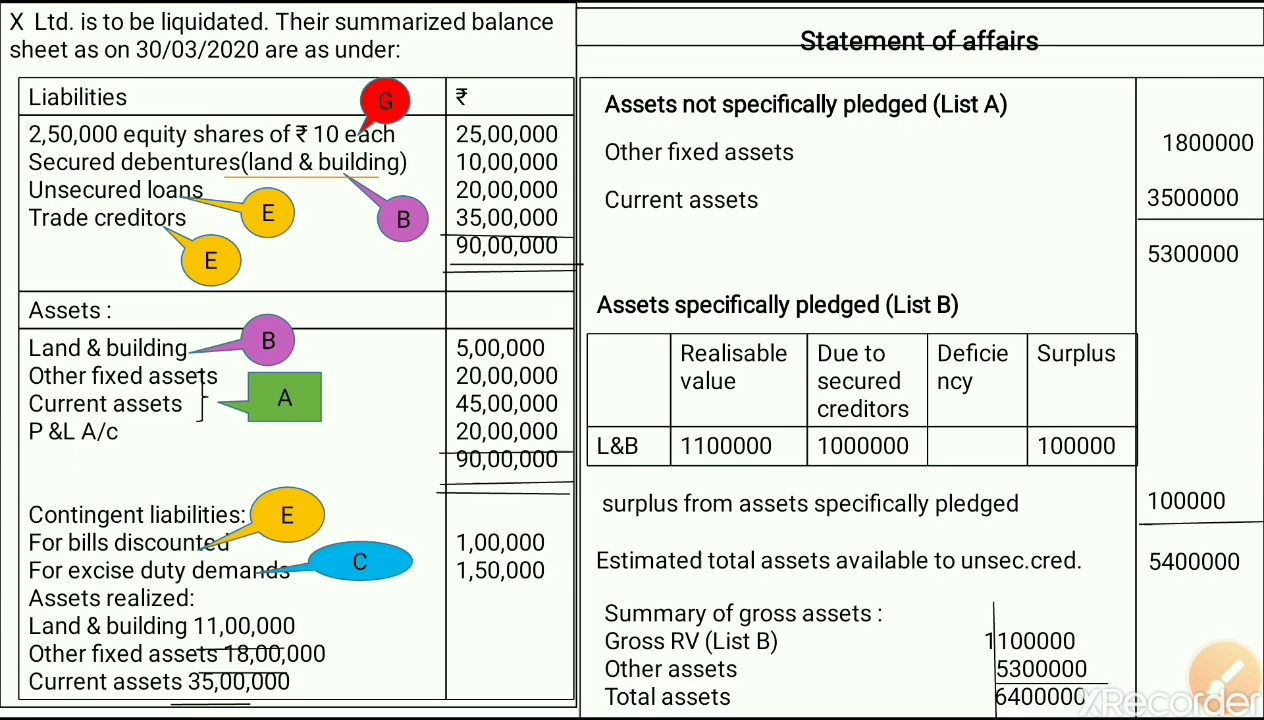 X Ltd. is to be liquidated. Their summarized balance
sheet as on 30/03/2020 are as under:
Liabilities ₹
G
2,50,000 equity shares of ₹ 10 each 25,00,000
Secured debentures(land & building) 10,00,000
Unsecured loans 20,00,000
E
B
Trade creditors 35,00,000
90,00,000
E
Assets :
B
Land & building 5,00,000
Other fixed assets 20,00,000
A
Current assets 45,00,000
P &L A/c 20,00,000
90,00,000
Contingent liabilities:
E
For bills discounted 1,00,000
C
For excise duty demands 1,50,000
Assets realized:
Land & building 11,00,000
Other fixed assets 18,00,000
Current assets 35,00,000
Statement of affairs
Assets not specifically pledged (List A)
Other fixed assets 1800000
Current assets 3500000
5300000
Assets specifically pledged (List B)
Realisable Due to Deficie Surplus
value secured ncy
creditors
L&B 1100000 1000000 100000
surplus from assets specifically pledged 100000
Estimated total assets available to unsec.cred. 5400000
Summary of gross assets :
Gross RV (List B) 1100000
Other assets 5300000
Total assets 6400000
XRecorder